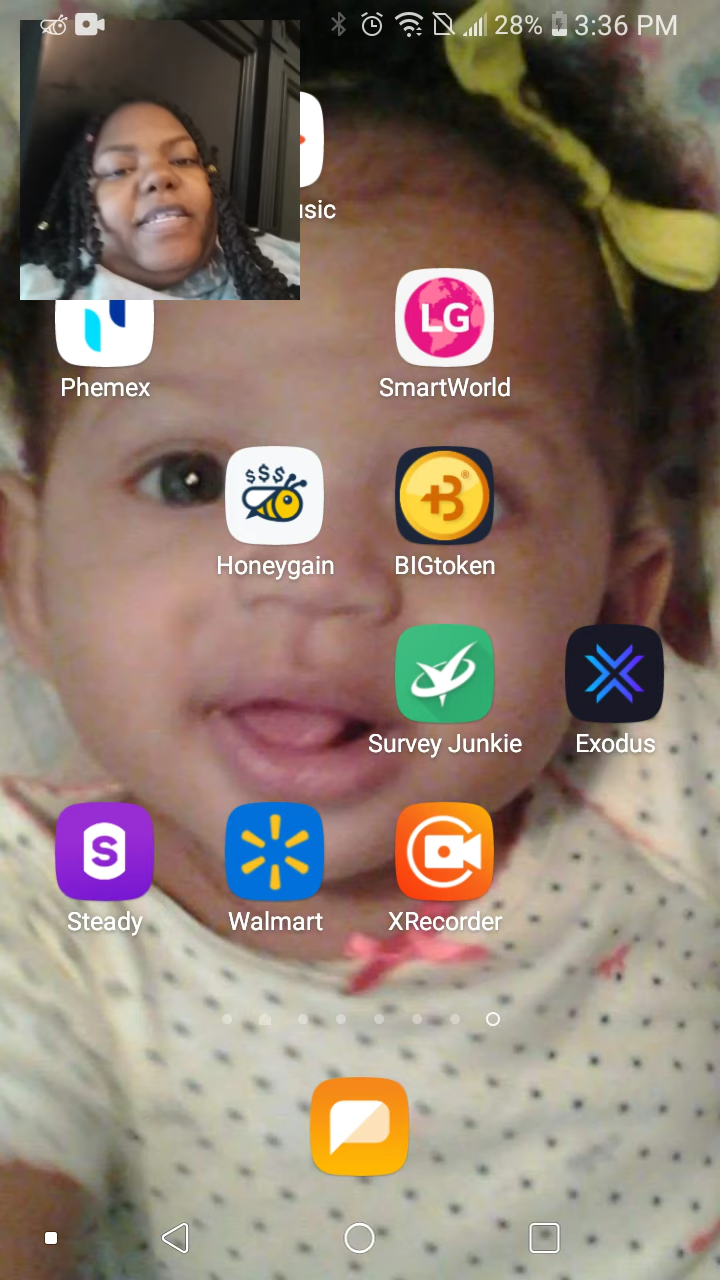 28% 3:36 PM
usic
Phemex
LG
SmartWorld
$$$
Honeygain
B
BIGtoken
Survey Junkie
Exodus
S
Steady
Walmart
XRecorder